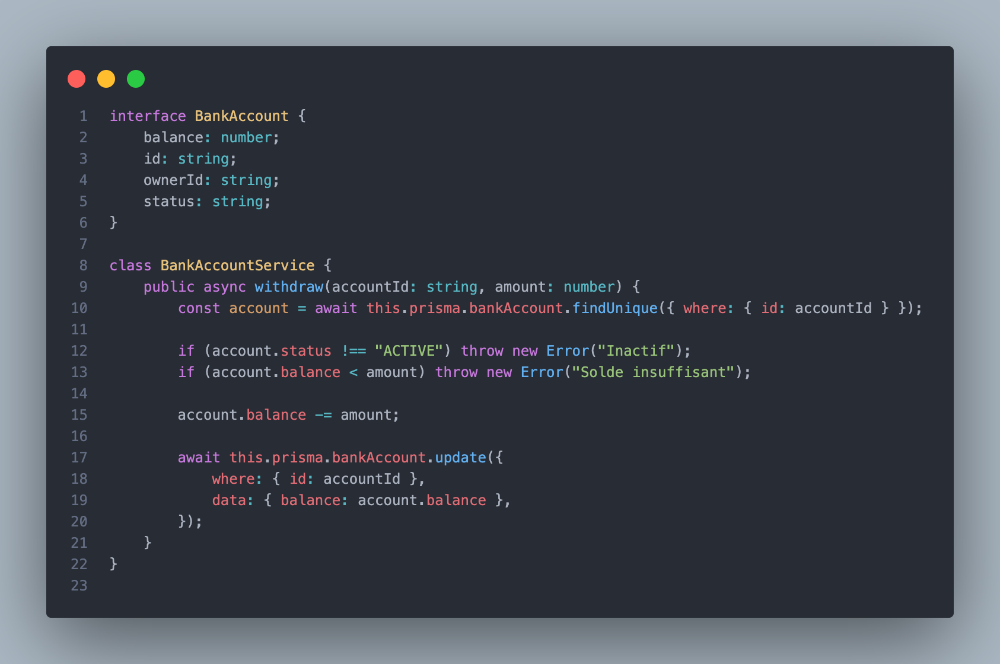 1 interface BankAccount {
2     balance: number;
3     id: string;
4     ownerId: string;
5     status: string;
6 }
7
8 class BankAccountService {
9     public async withdraw(accountId: string, amount: number) {
10         const account = await this.prisma.bankAccount.findUnique({ where: { id: accountId } });
11
12         if (account.status !== "ACTIVE") throw new Error("Inactif");
13         if (account.balance < amount) throw new Error("Solde insuffisant");
14
15         account.balance -= amount;
16
17         await this.prisma.bankAccount.update({
18             where: { id: accountId },
19             data: { balance: account.balance },
20         });
21     }
22 }
23